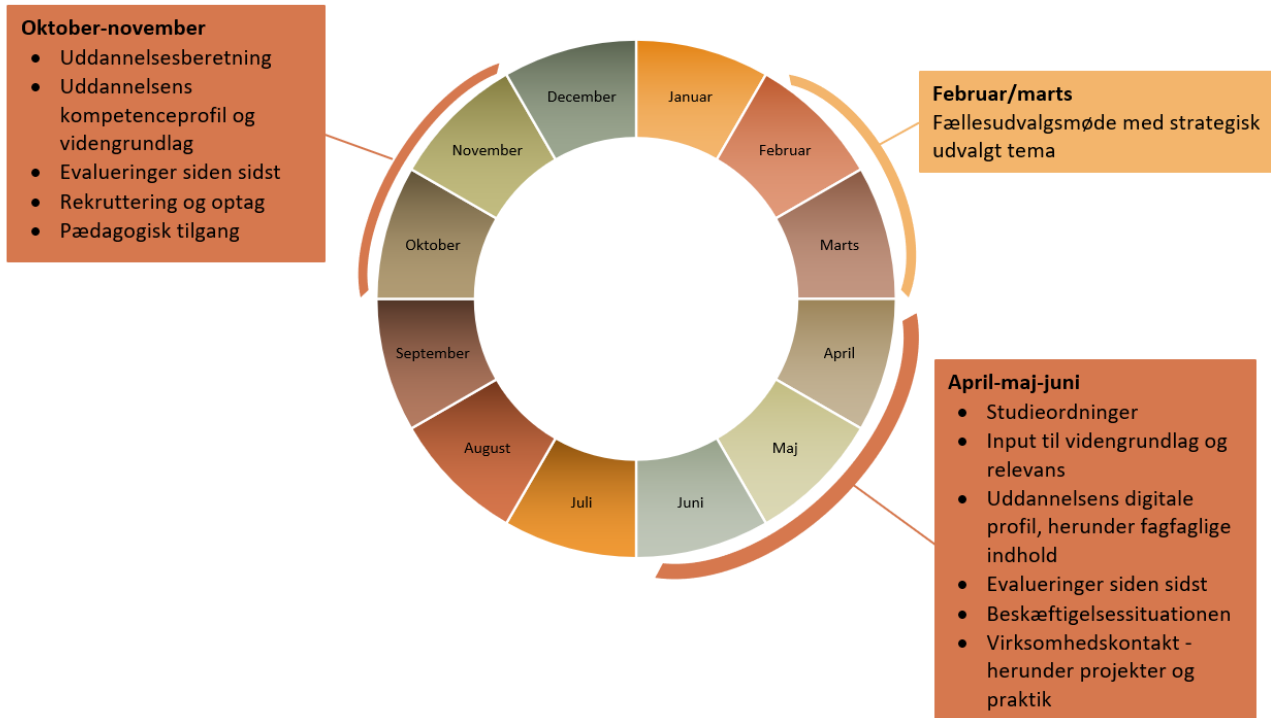 Oktober-november
• Uddannelsesberetning
• Uddannelsens
kompetenceprofil og
videngrundlag
• Evalueringer siden sidst
• Rekruttering og optag
• Pædagogisk tilgang
December
Januar
November
Februar
Oktober
Marts
September
April
August
Maj
Juli
Juni
Februar/marts
Fællesudvalgsmøde med strategisk
udvalgt tema
April-maj-juni
• Studieordninger
• Input til videngrundlag og
relevans
• Uddannelsens digitale
profil, herunder fagfaglige
indhold
• Evalueringer siden sidst
• Beskæftigelsessituationen
• Virksomhedskontakt -
herunder projekter og
praktik